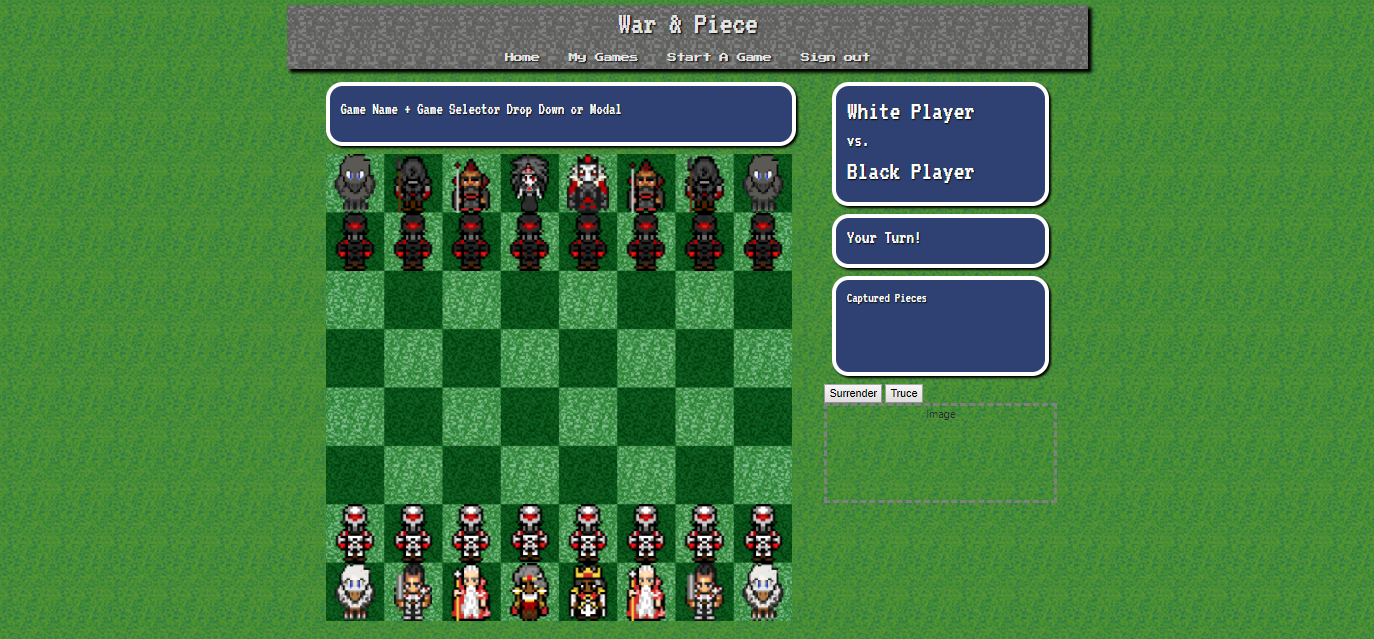 War & Piece
Home My Games Start A Game Sign out
Game Name + Game Selector Drop Down or Modal
White Player
vs.
Black Player
Your Turn!
Captured Pieces
Surrender Truce
Image